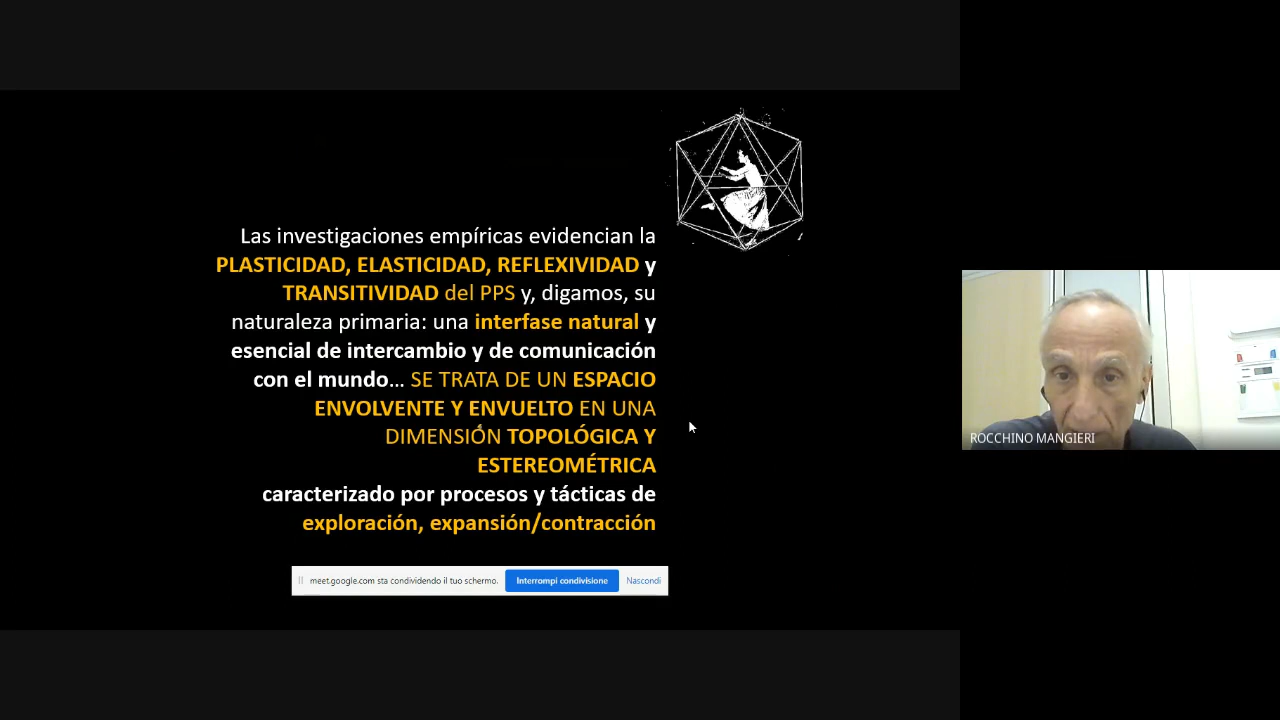 Las investigaciones empíricas evidencian la
PLASTICIDAD, ELASTICIDAD, REFLEXIVIDAD y
TRANSITIVIDAD del PPS y, digamos, su
naturaleza primaria: una interfase natural y
esencial de intercambio y de comunicación
con el mundo... SE TRATA DE UN ESPACIO
ENVOLVENTE Y ENVUELTO EN UNA
DIMENSIÓN TOPOLÓGICA Y
ESTEREOMÉTRICA
caracterizado por procesos y tácticas de
exploración, expansión/contracción
meet.google.com sta condividendo il tuo schermo.
Interrompi condivisione
Nascondi
ROCCHINO MANGIERI